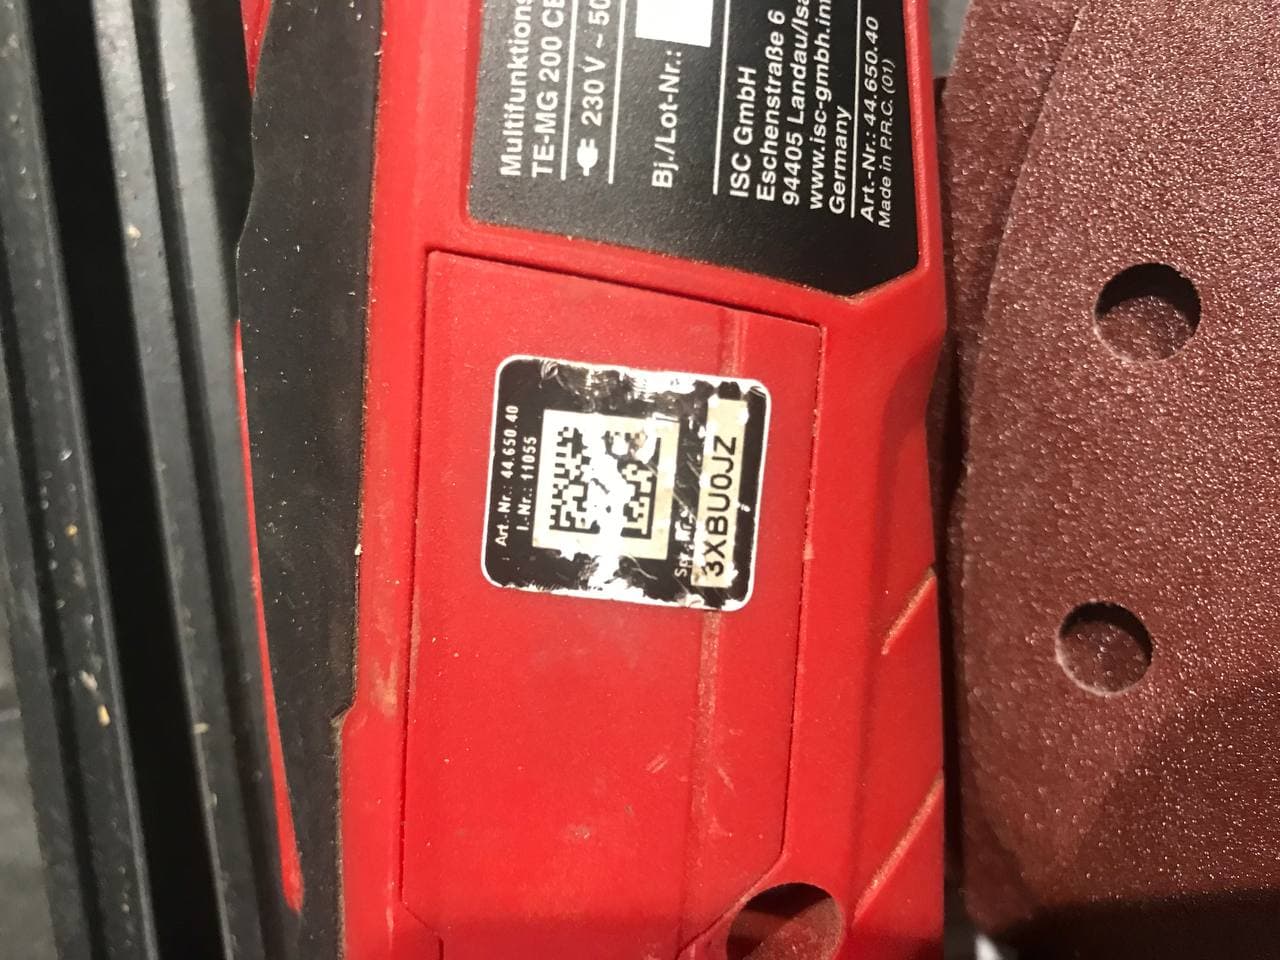 Multifunktions
TE-MG 200 CE
230 V ~ 50
Bj./Lot-Nr.:
ISC GmbH
Eschenstraße 6
94405 Landau/Isa
www.isc-gmbh.in
Germany
Art.-Nr.: 44.650.40
Made in P.R.C. (01)
Art.-Nr.: 44.650.40
I.-Nr.: 11055
3XBU0JZ